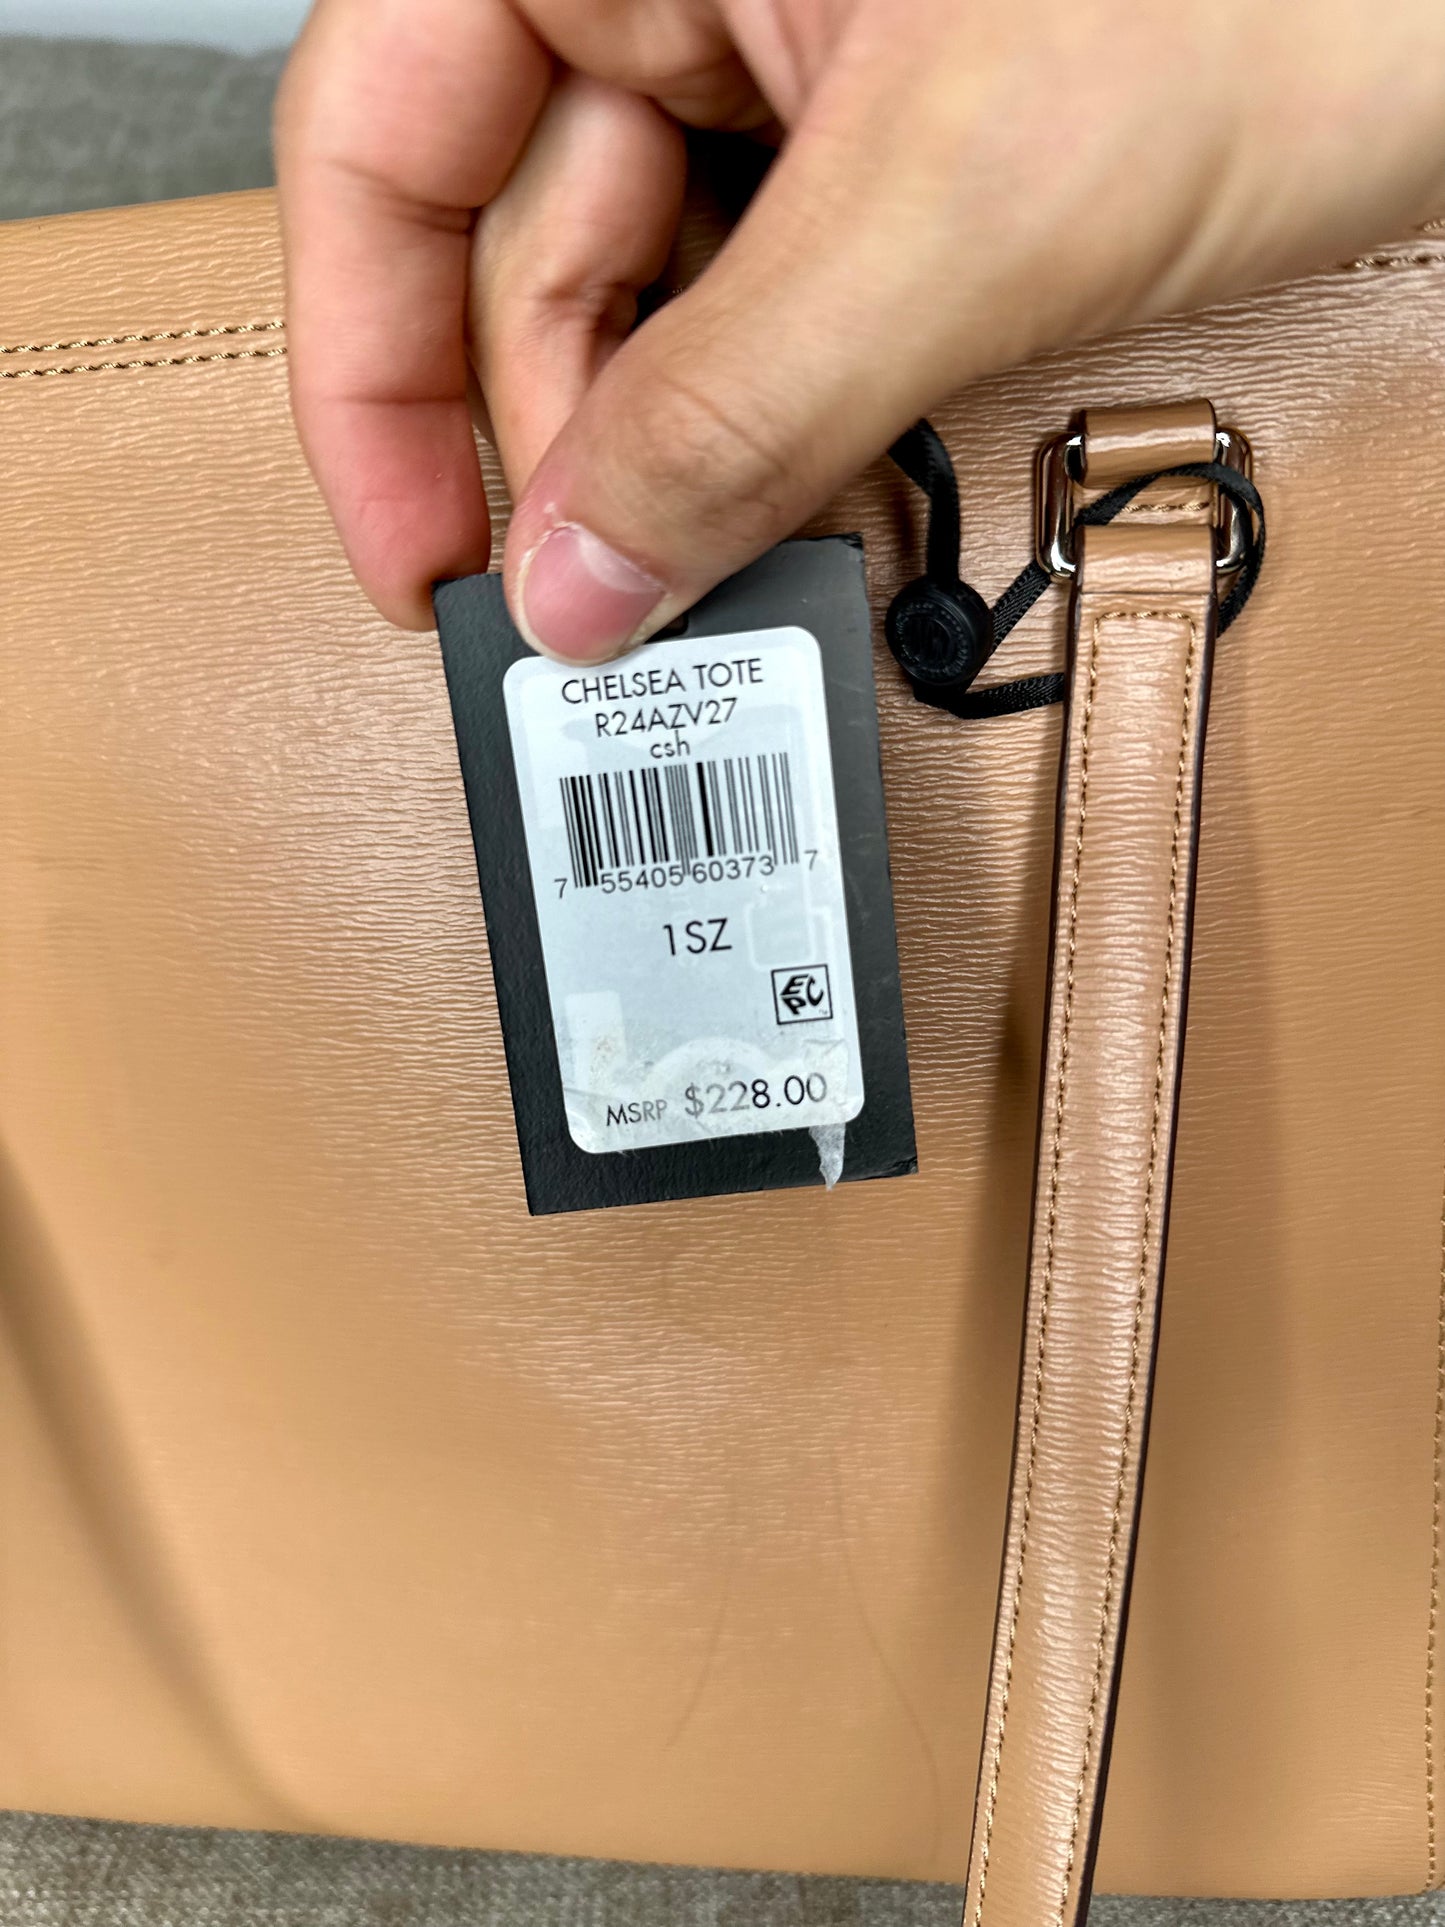 CHELSEA TOTE
R24AZV27
csh
7 55405 60373 7
1SZ
EPC
MSRP $228.00